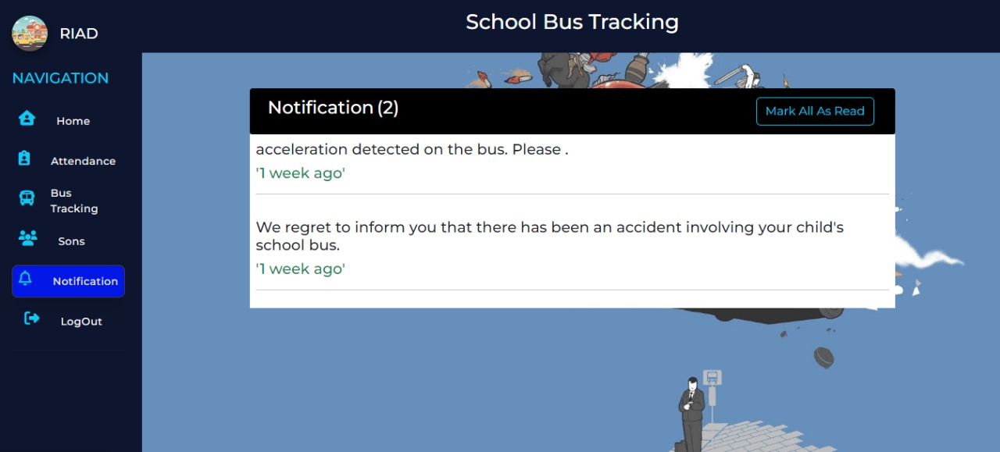 School Bus Tracking
RIAD
NAVIGATION
Home
Attendance
Bus
Tracking
Sons
Notification
LogOut
Notification (2)
Mark All As Read
acceleration detected on the bus. Please .
'1 week ago'
We regret to inform you that there has been an accident involving your child's
school bus.
'1 week ago'